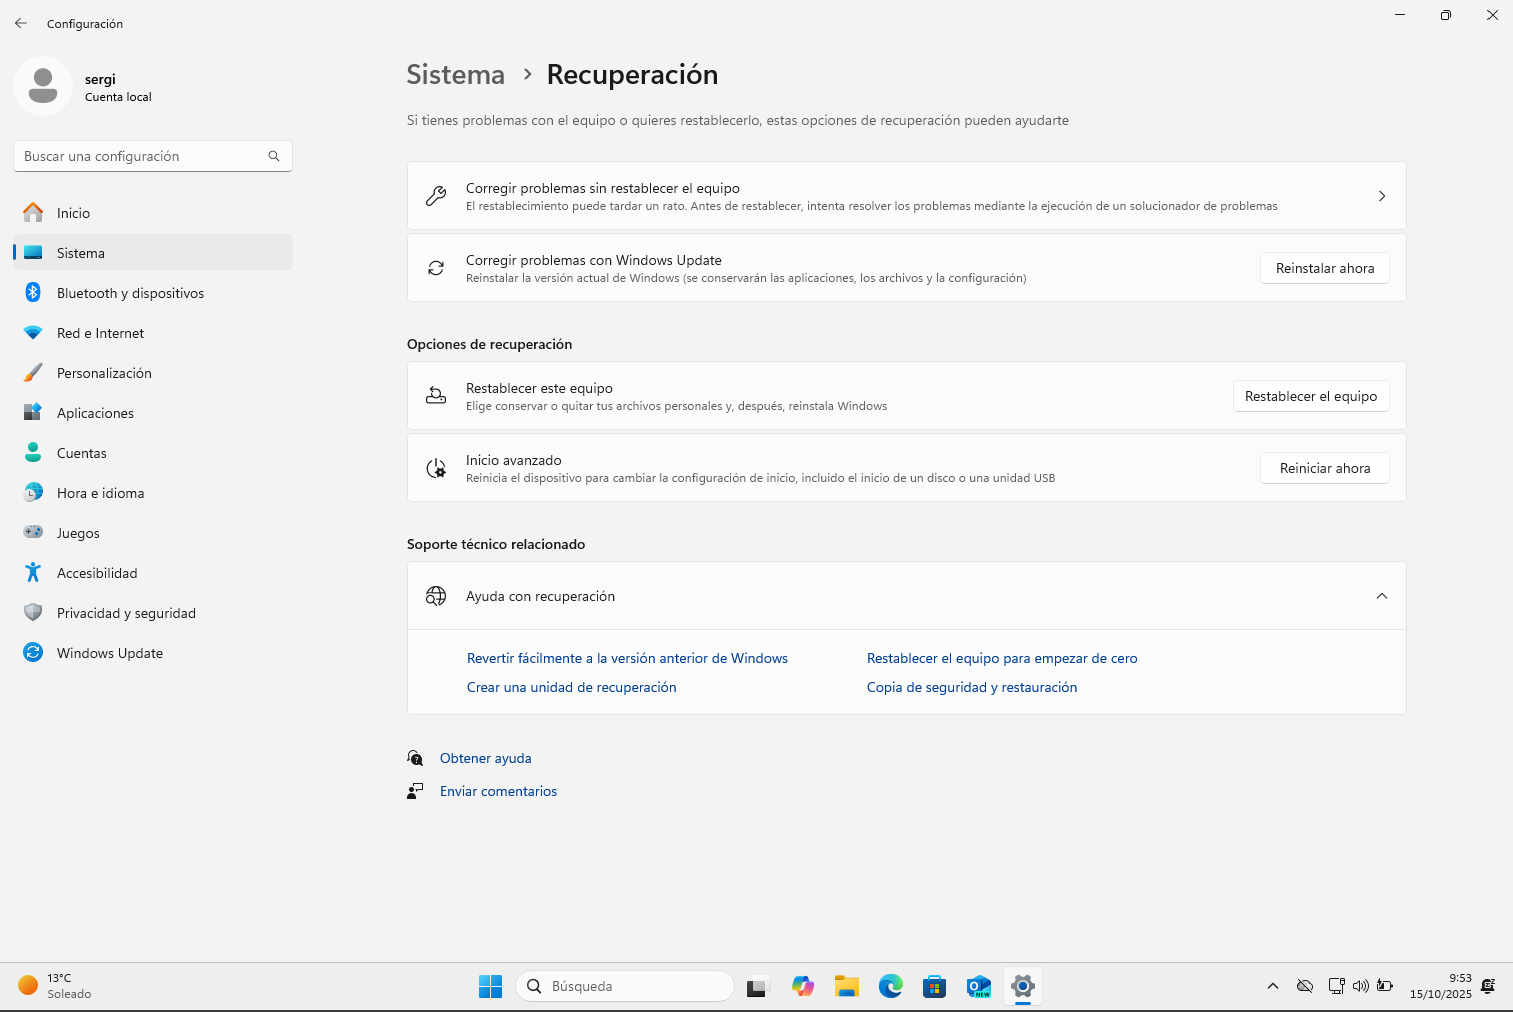 Configuración
sergi
Cuenta local
Buscar una configuración
Inicio
Sistema
Bluetooth y dispositivos
Red e Internet
Personalización
Aplicaciones
Cuentas
Hora e idioma
Juegos
Accesibilidad
Privacidad y seguridad
Windows Update
Sistema › Recuperación
Si tienes problemas con el equipo o quieres restablecerlo, estas opciones de recuperación pueden ayudarte
Corregir problemas sin restablecer el equipo
El restablecimiento puede tardar un rato. Antes de restablecer, intenta resolver los problemas mediante la ejecución de un solucionador de problemas
Corregir problemas con Windows Update
Reinstalar la versión actual de Windows (se conservarán las aplicaciones, los archivos y la configuración)
Reinstalar ahora
Opciones de recuperación
Restablecer este equipo
Elige conservar o quitar tus archivos personales y, después, reinstala Windows
Restablecer el equipo
Inicio avanzado
Reinicia el dispositivo para cambiar la configuración de inicio, incluido el inicio de un disco o una unidad USB
Reiniciar ahora
Soporte técnico relacionado
Ayuda con recuperación
Revertir fácilmente a la versión anterior de Windows
Restablecer el equipo para empezar de cero
Crear una unidad de recuperación
Copia de seguridad y restauración
Obtener ayuda
Enviar comentarios
13°C
Soleado
Búsqueda
NEW
9:53
15/10/2025